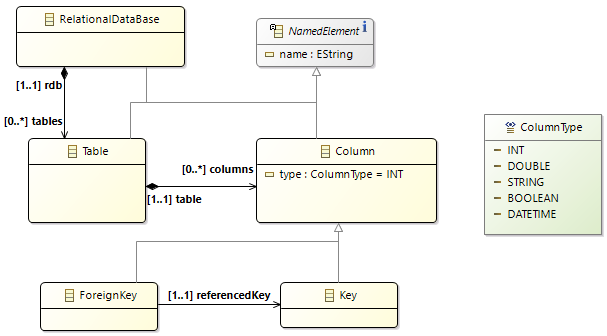 RelationalDataBase
NamedElement
name : EString
[1..1] rdb
[0..*] tables
Table
[0..*] columns
[1..1] table
Column
type : ColumnType = INT
ColumnType
INT
DOUBLE
STRING
BOOLEAN
DATETIME
ForeignKey
[1..1] referencedKey
Key